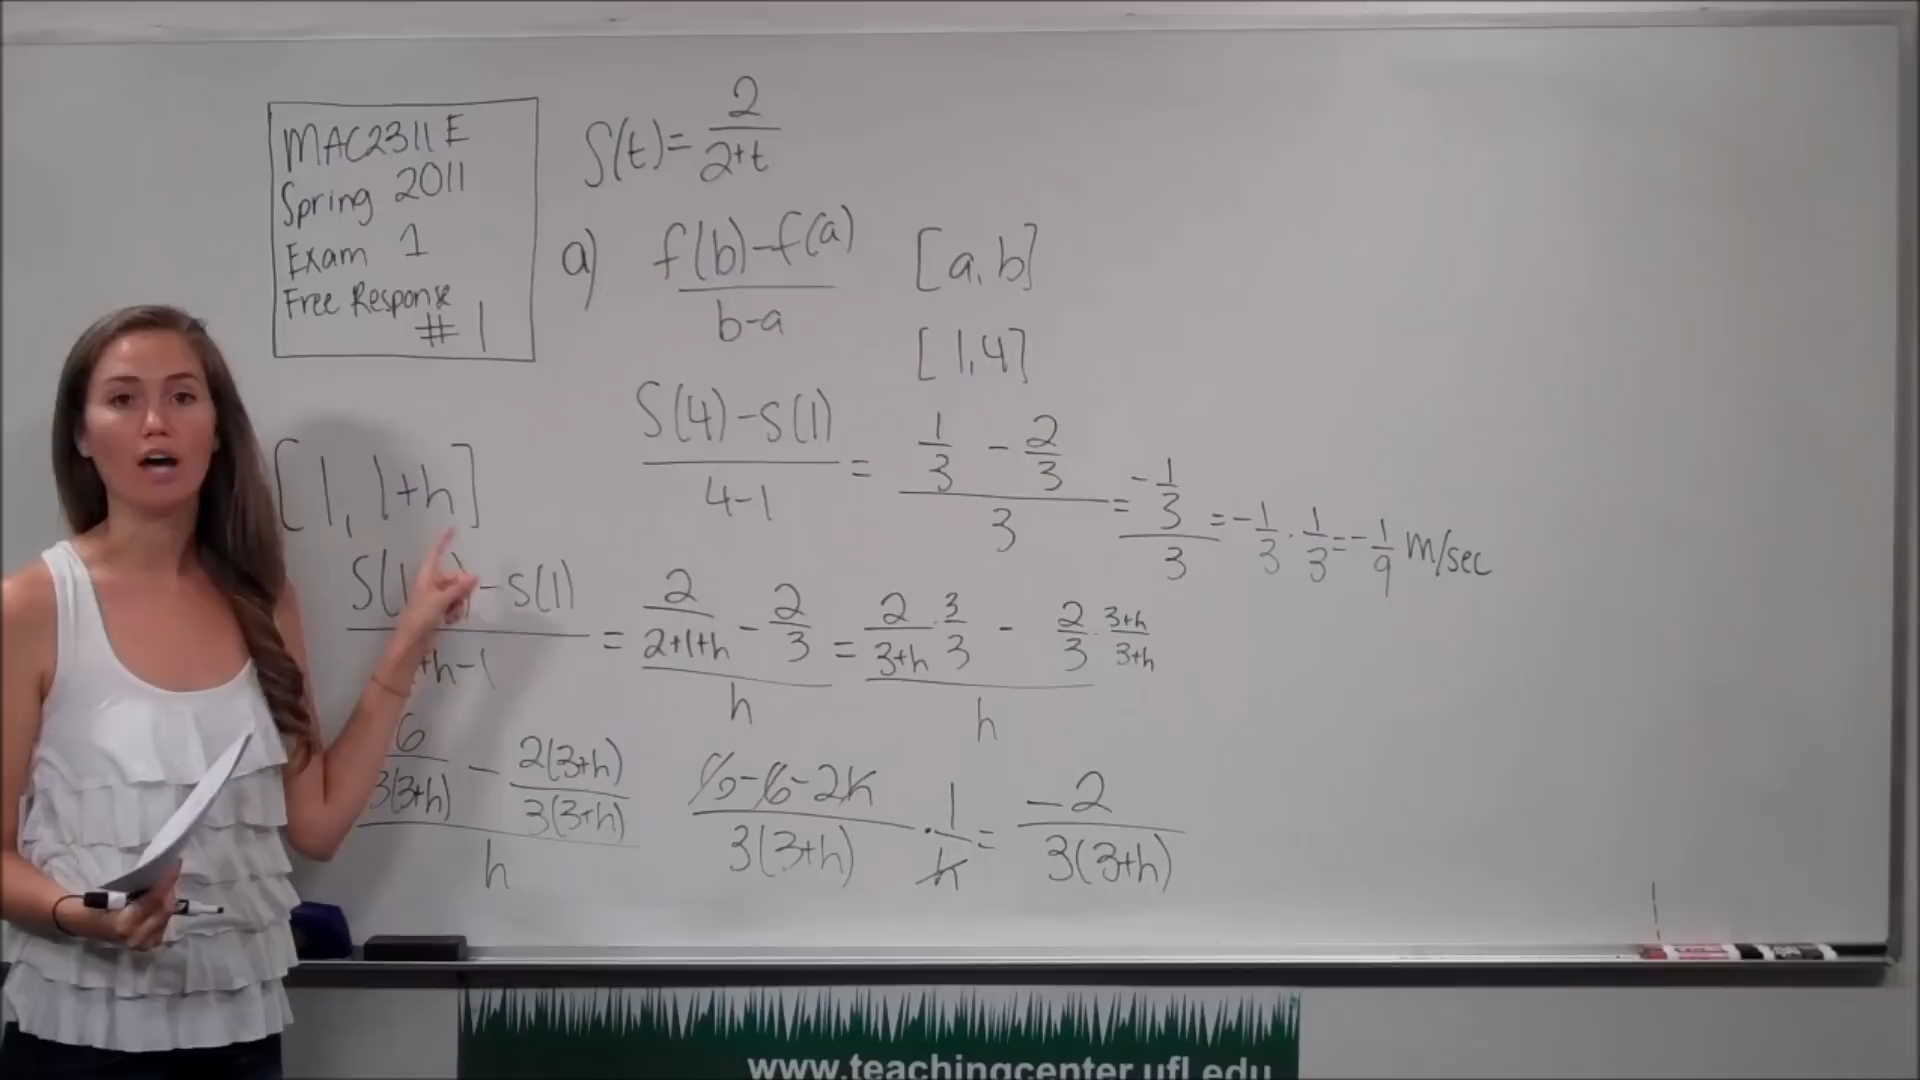 MAC2311E
Spring 2011
Exam 1
Free Response
#1
S(t)= 2/(2+t)
a) (f(b)-f(a))/(b-a) [a,b]
[1,4]
(S(4)-S(1))/(4-1) = (1/3 - 2/3)/3 = (-1/3)/3 = -1/3 · 1/3 = -1/9 m/sec
[1, 1+h]
S(1 -S(1) / +h-1 = (2/(2+1+h) - 2/3)/h = (2/(3+h) · 3/3 - 2/3 · (3+h)/(3+h))/h
(6/(3(3+h)) - 2(3+h)/(3(3+h)))/h (6-6-2h)/(3(3+h)) · 1/h = -2/(3(3+h))
www.teachingcenter.ufl.edu